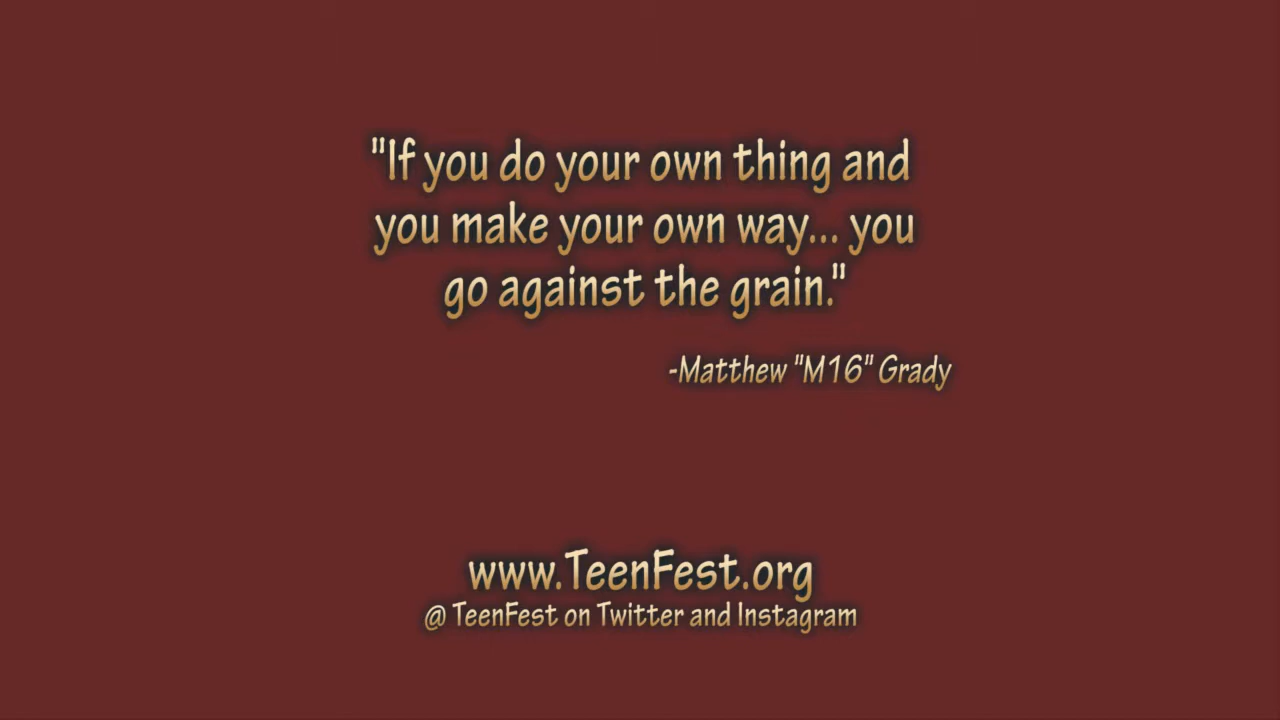 "If you do your own thing and
you make your own way... you
go against the grain."
-Matthew "M16" Grady
www.TeenFest.org
@ TeenFest on Twitter and Instagram